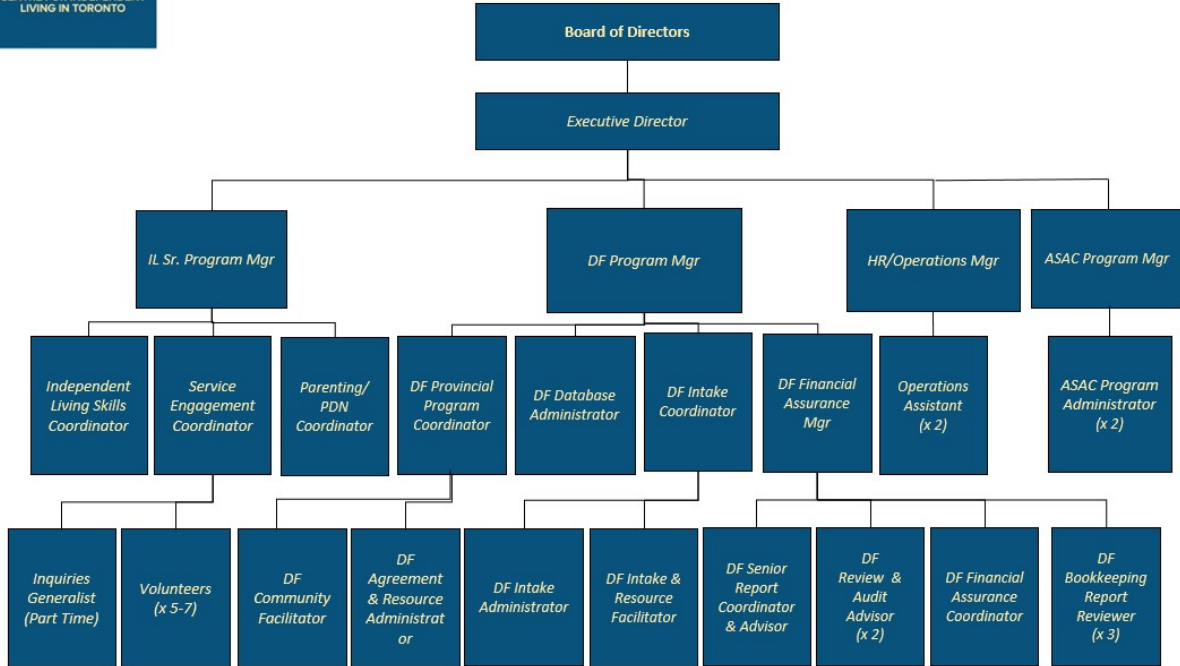 LIVING IN TORONTO
Board of Directors
Executive Director
IL Sr. Program Mgr
DF Program Mgr
HR/Operations Mgr
ASAC Program Mgr
Independent
Living Skills
Coordinator
Service
Engagement
Coordinator
Parenting/
PDN
Coordinator
DF Provincial
Program
Coordinator
DF Database
Administrator
DF Intake
Coordinator
DF Financial
Assurance
Mgr
Operations
Assistant
(x 2)
ASAC Program
Administrator
(x 2)
Inquiries
Generalist
(Part Time)
Volunteers
(x 5-7)
DF
Community
Facilitator
DF
Agreement
& Resource
Administrat
or
DF Intake
Administrator
DF Intake &
Resource
Facilitator
DF Senior
Report
Coordinator
& Advisor
DF
Review & 
Audit
Advisor
(x 2)
DF Financial
Assurance
Coordinator
DF
Bookkeeping
Report
Reviewer
(x 3)